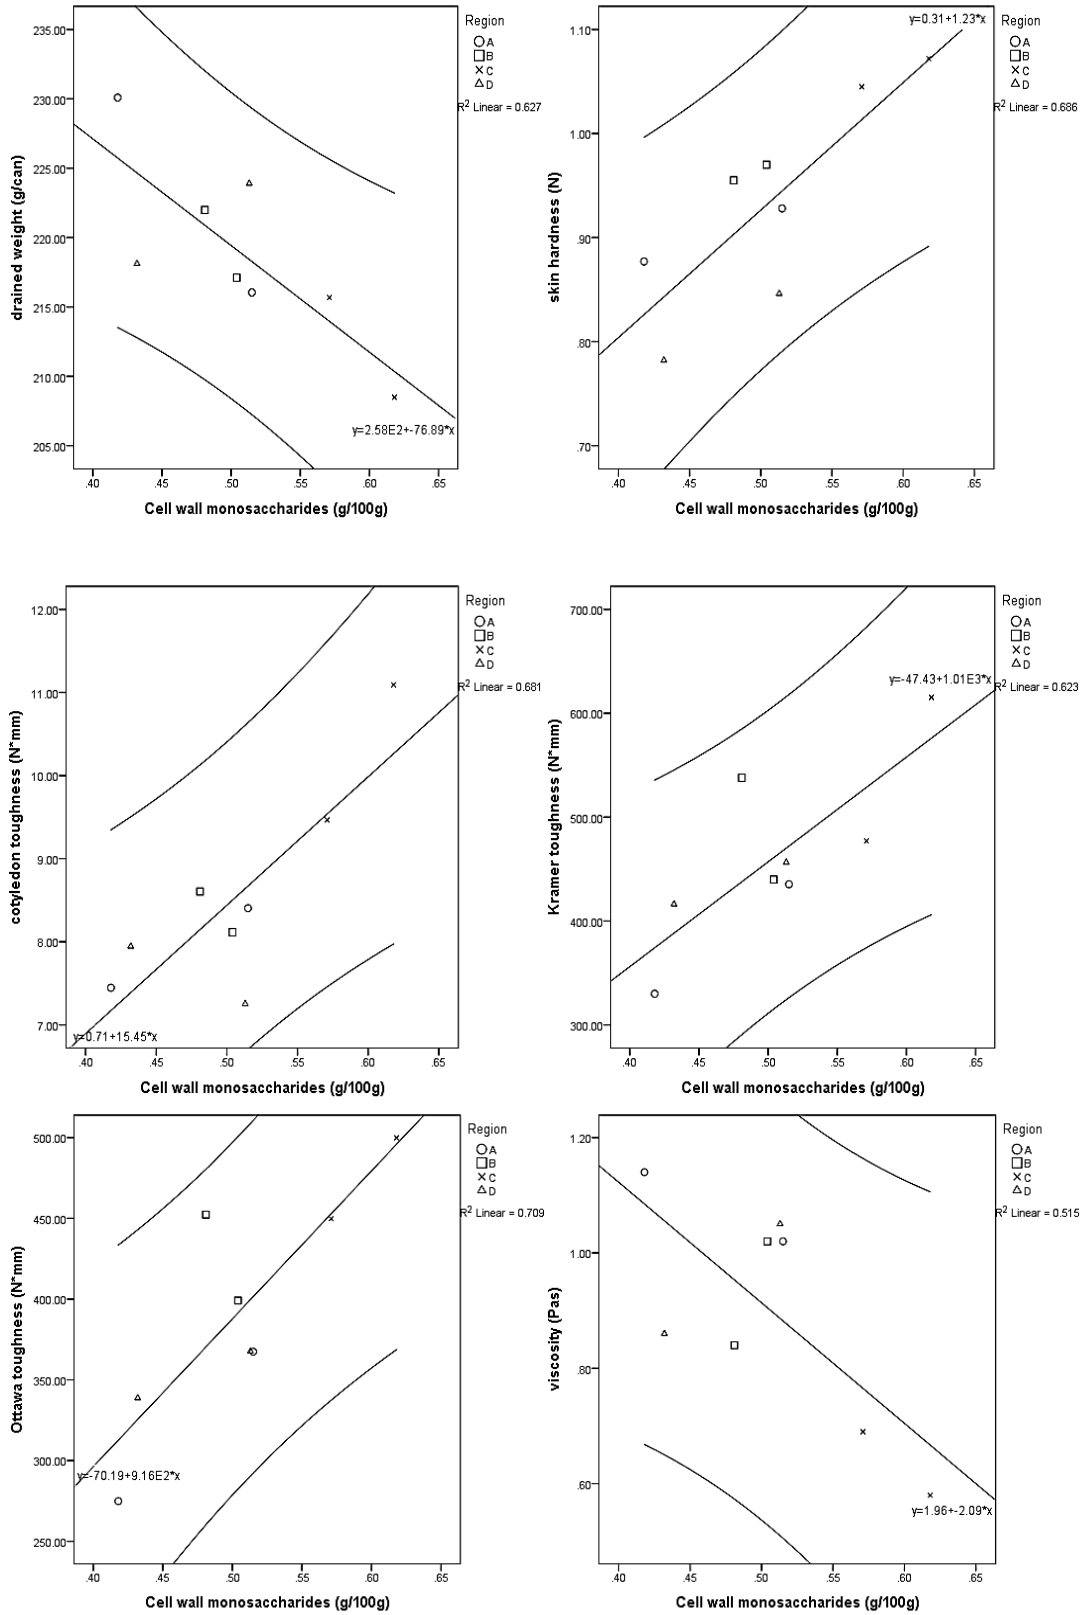 235.00
230.00
225.00
220.00
215.00
210.00
205.00
drained weight (g/can)
.40 .45 .50 .55 .60 .65
Cell wall monosaccharides (g/100g)
y=2.58E2+-76.89*x
Region
A
B
C
D
R2 Linear = 0.627
1.10
1.00
.90
.80
.70
skin hardness (N)
.40 .45 .50 .55 .60 .65
Cell wall monosaccharides (g/100g)
y=0.31+1.23*x
Region
A
B
C
D
R2 Linear = 0.686
12.00
11.00
10.00
9.00
8.00
7.00
cotyledon toughness (N*mm)
.40 .45 .50 .55 .60 .65
Cell wall monosaccharides (g/100g)
y=0.71+15.45*x
Region
A
B
C
D
R2 Linear = 0.681
700.00
600.00
500.00
400.00
300.00
Kramer toughness (N*mm)
.40 .45 .50 .55 .60 .65
Cell wall monosaccharides (g/100g)
y=-47.43+1.01E3*x
Region
A
B
C
D
R2 Linear = 0.623
500.00
450.00
400.00
350.00
300.00
250.00
Ottawa toughness (N*mm)
.40 .45 .50 .55 .60 .65
Cell wall monosaccharides (g/100g)
y=-70.19+9.16E2*x
Region
A
B
C
D
R2 Linear = 0.709
1.20
1.00
.80
.60
viscosity (Pas)
.40 .45 .50 .55 .60 .65
Cell wall monosaccharides (g/100g)
y=1.96+-2.09*x
Region
A
B
C
D
R2 Linear = 0.515